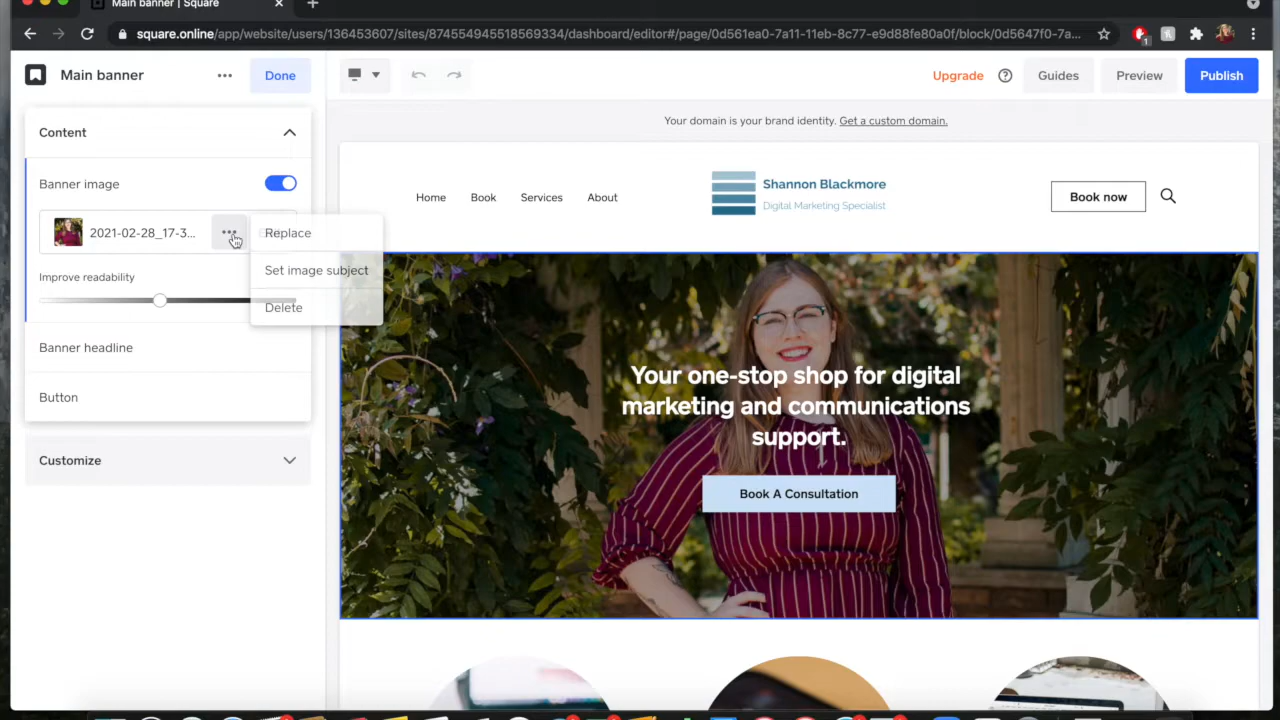 Main banner | Square
square.online/app/website/users/136453607/sites/874554945518569334/dashboard/editor#/page/0d561ea0-7a11-11eb-8c77-e9d88fe80a0f/block/0d5647f0-7a...
1
Main banner
Done
Upgrade
Guides
Preview
Publish
Content
Banner image
2021-02-28_17-3...
Replace
Set image subject
Delete
Improve readability
Banner headline
Button
Customize
Your domain is your brand identity. Get a custom domain.
Home Book Services About
Shannon Blackmore
Digital Marketing Specialist
Book now
Your one-stop shop for digital
marketing and communications
support.
Book A Consultation